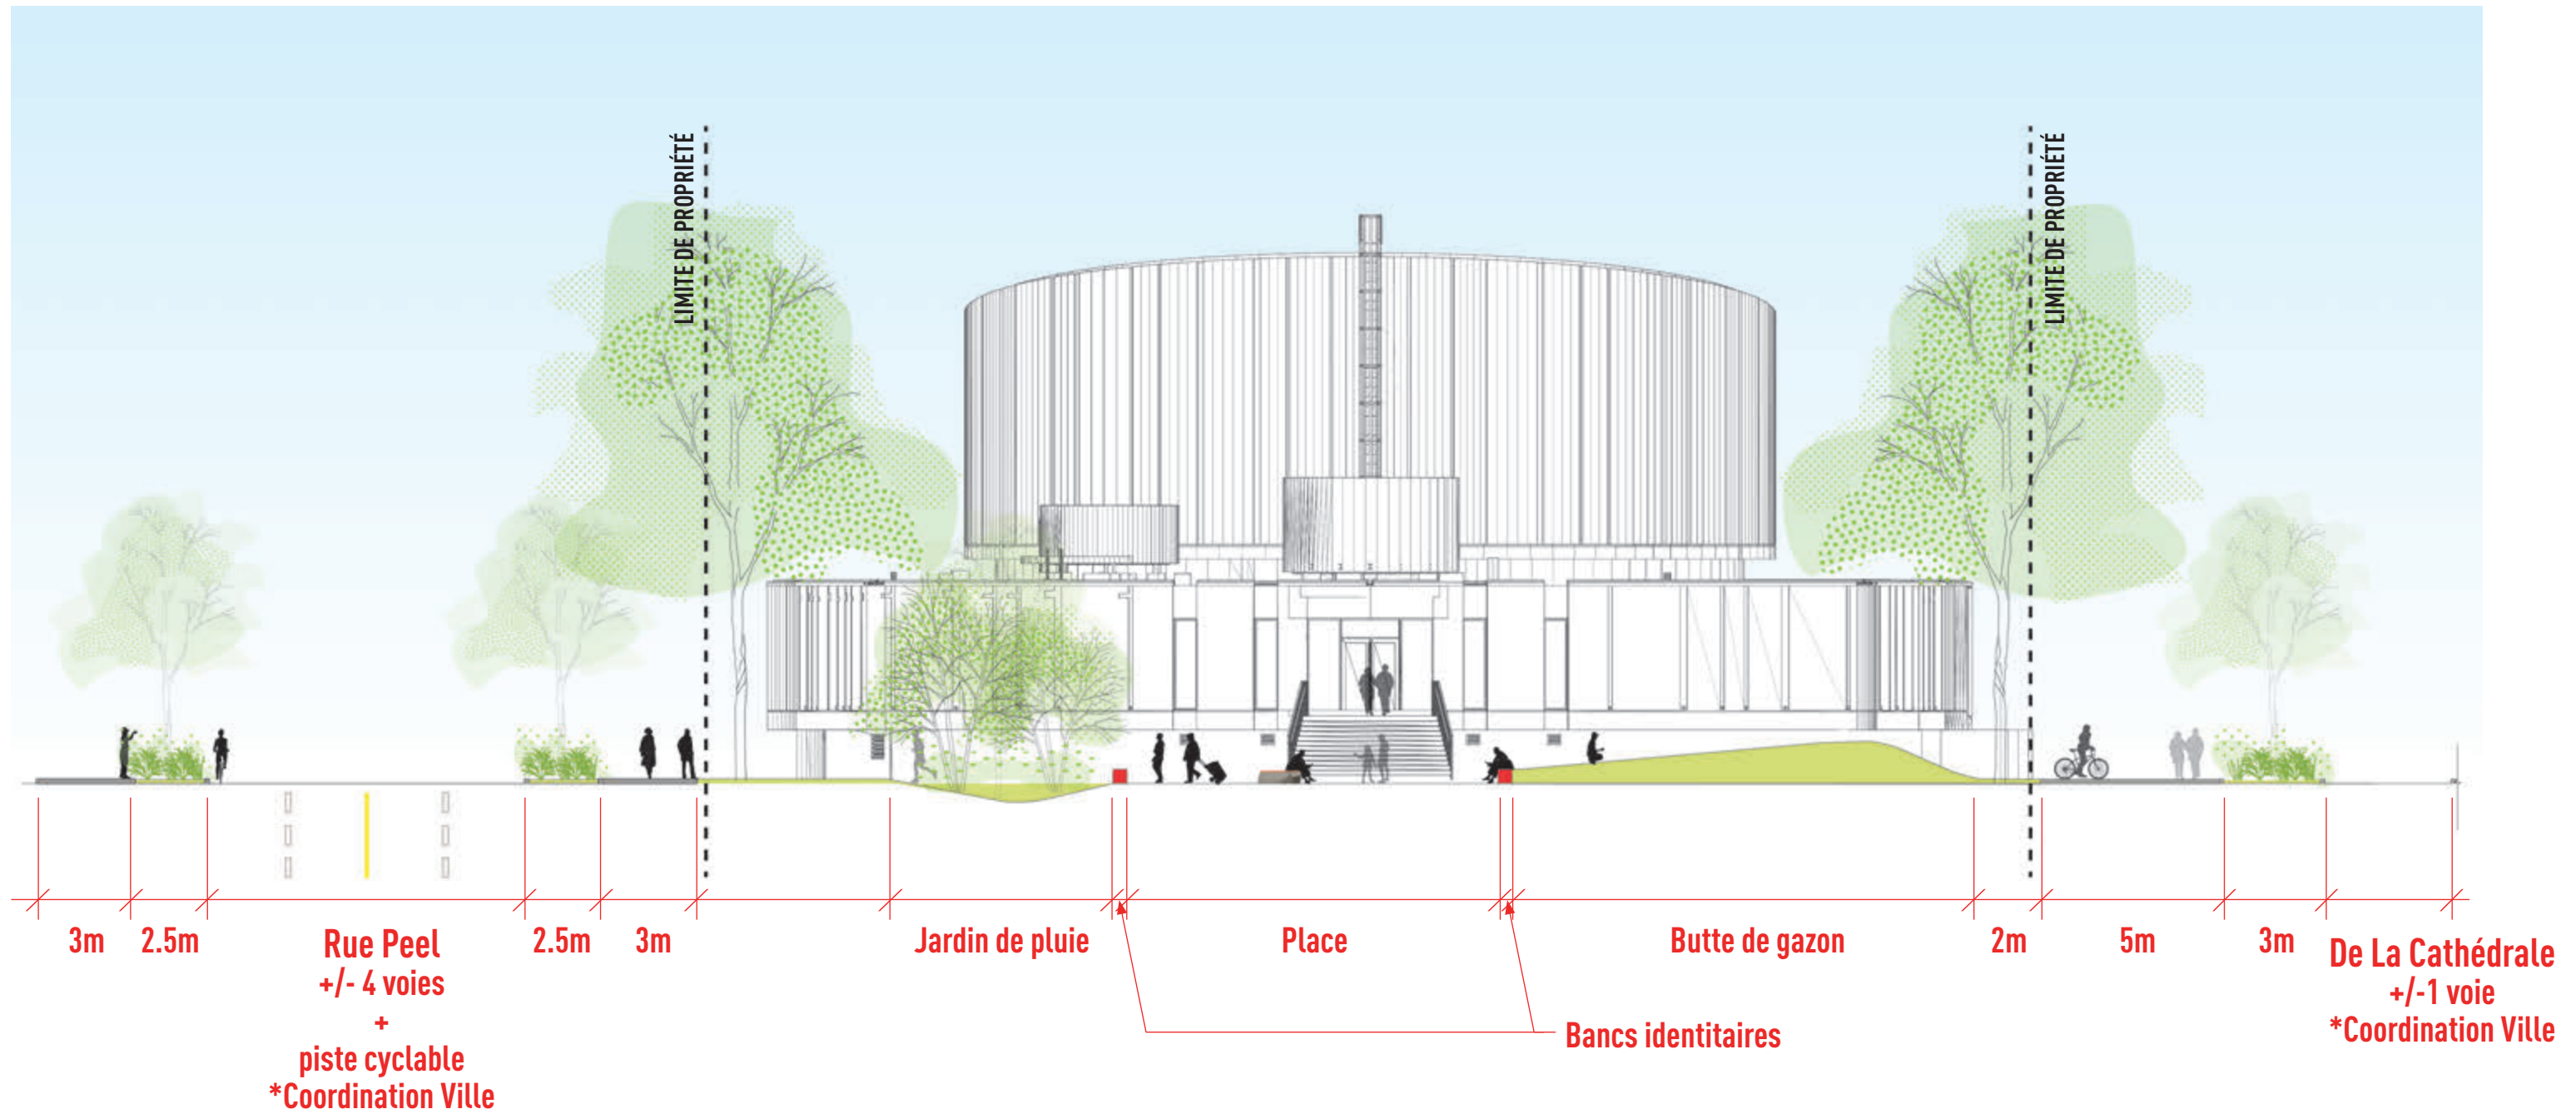 LIMITE DE PROPRIÉTÉ
LIMITE DE PROPRIÉTÉ
3m
2.5m
Rue Peel
+/- 4 voies
+
piste cyclable
*Coordination Ville
2.5m
3m
Jardin de pluie
Place
Butte de gazon
2m
5m
3m
De La Cathédrale
+/-1 voie
*Coordination Ville
Bancs identitaires